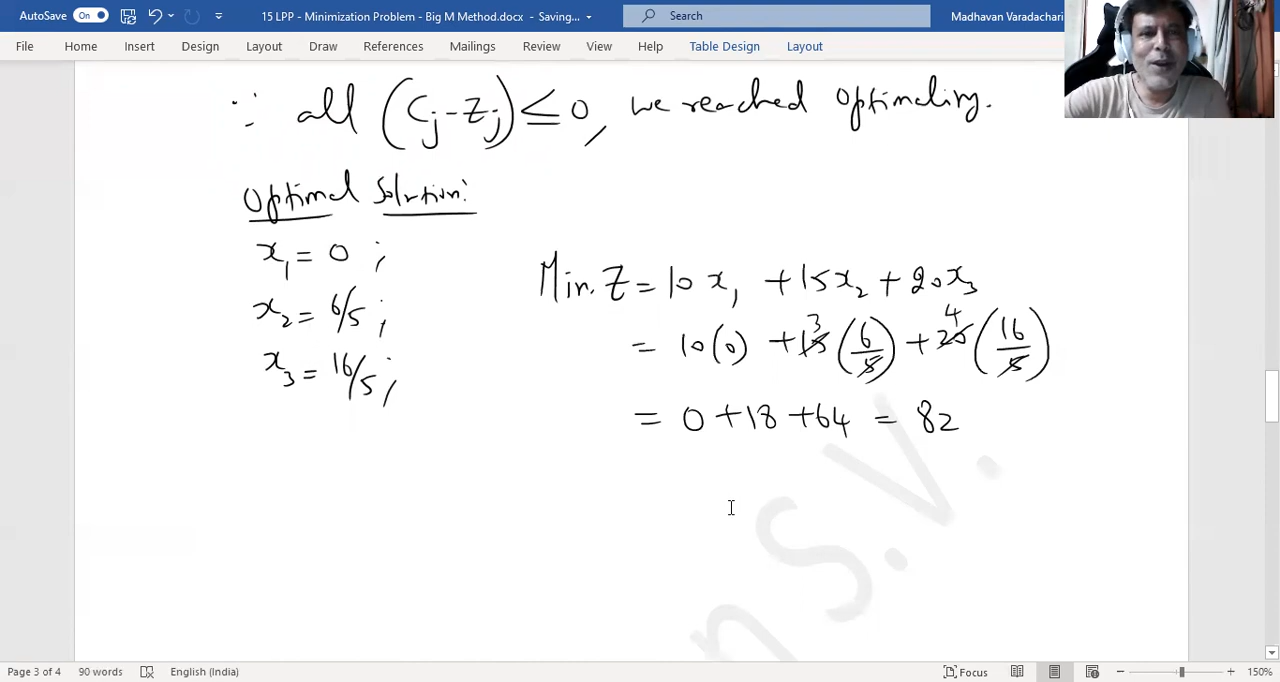 AutoSave On 15 LPP - Minimization Problem - Big M Method.docx - Saving... Search Madhavan Varadachari
File Home Insert Design Layout Draw References Mailings Review View Help Table Design Layout
∵ all (Cj-Zj) ≤ 0, we reached optimality.
Optimal Solution:
x₁ = 0 ;
x₂ = 6/5 ;
x₃ = 16/5 ;
Min. Z = 10x₁ + 15x₂ + 20x₃
= 10(0) + 15 3 (6/5) + 20 4 (16/5)
= 0 + 18 + 64 = 82
n S.V.
Page 3 of 4 90 words English (India) Focus 150%